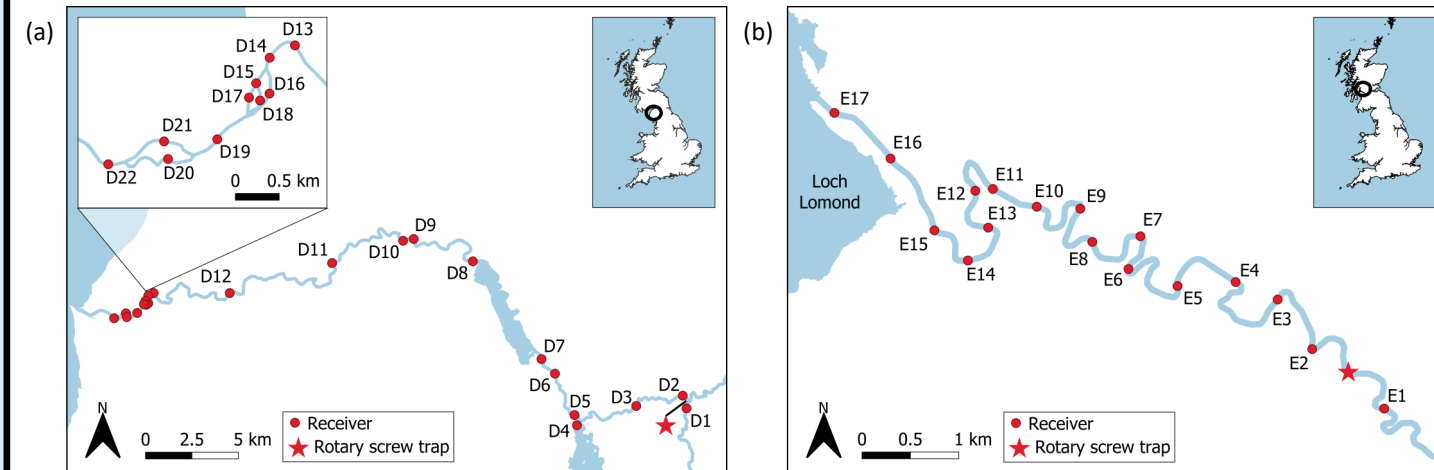 (a)
D13
D14
D15
D16
D17
D18
D21
D19
D20
D22
0 0.5 km
D9
D11
D10
D8
D12
D7
D6
D5
D3
D2
D4
D1
N
0 2.5 5 km
Receiver
Rotary screw trap
(b)
E17
E16
E11
E12
E10
E9
Loch
Lomond
E13
E7
E15
E8
E14
E6
E4
E5
E3
E2
E1
N
0 0.5 1 km
Receiver
Rotary screw trap